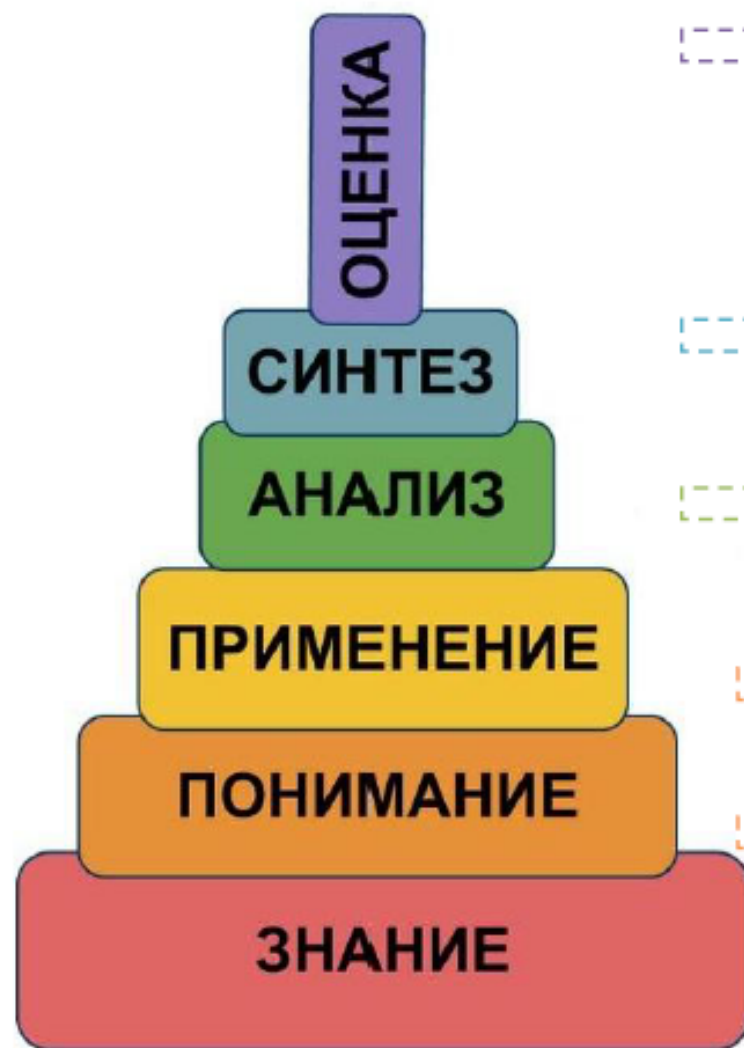 ОЦЕНКА
СИНТЕЗ
АНАЛИЗ
ПРИМЕНЕНИЕ
ПОНИМАНИЕ
ЗНАНИЕ